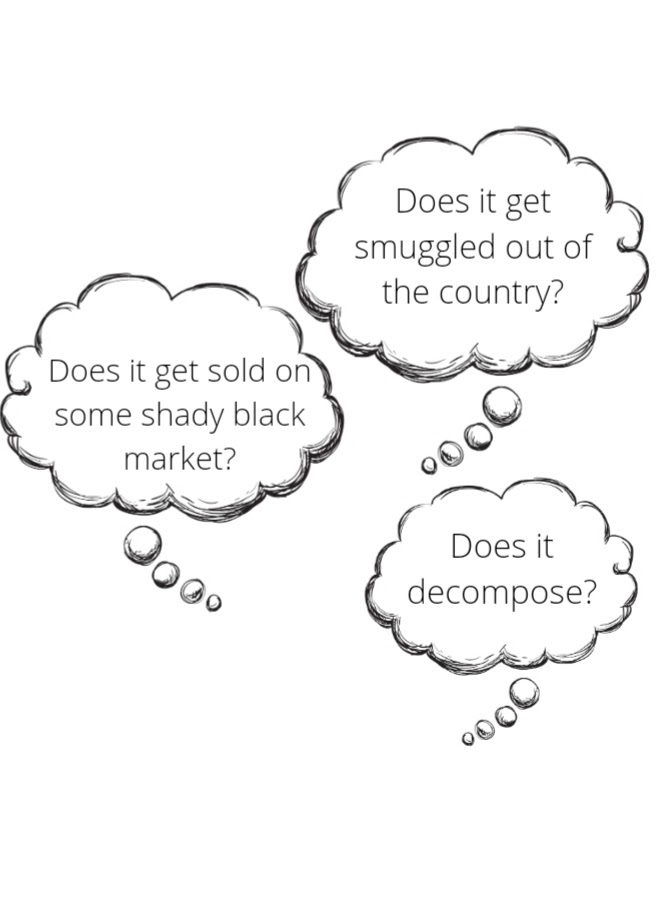 Does it get
smuggled out of
the country?
Does it get sold on
some shady black
market?
Does it
decompose?